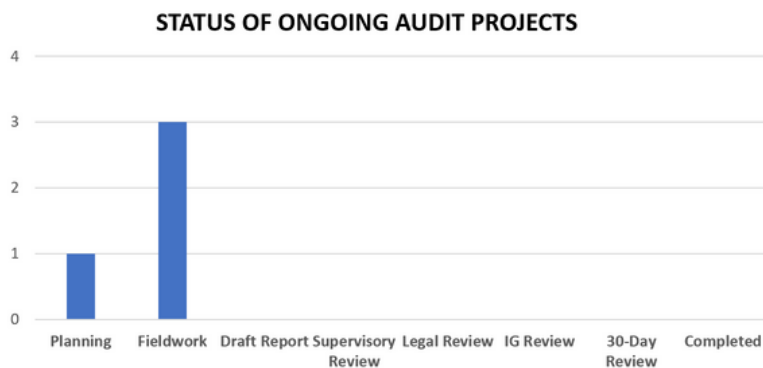 STATUS OF ONGOING AUDIT PROJECTS
4
3
2
1
0
Planning Fieldwork Draft Report Supervisory Legal Review IG Review 30-Day Completed
Review Review